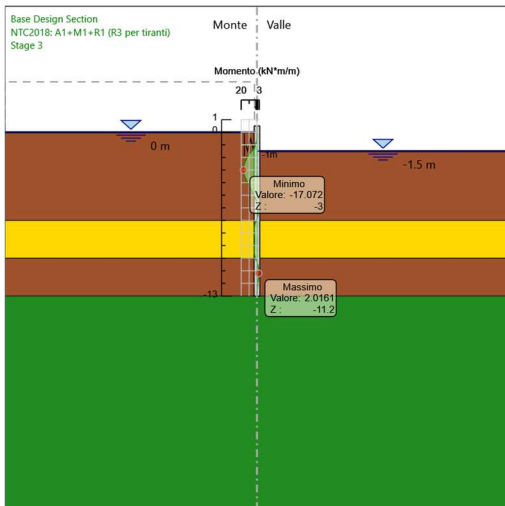 Base Design Section
NTC2018: A1+M1+R1 (R3 per tiranti)
Stage 3
Monte
Valle
Momento (kN*m/m)
20 3
1
0
0 m
-1m
-1.5 m
Minimo
Valore: -17.072
Z : -3
Massimo
Valore: 2.0161
Z : -11.2
-13